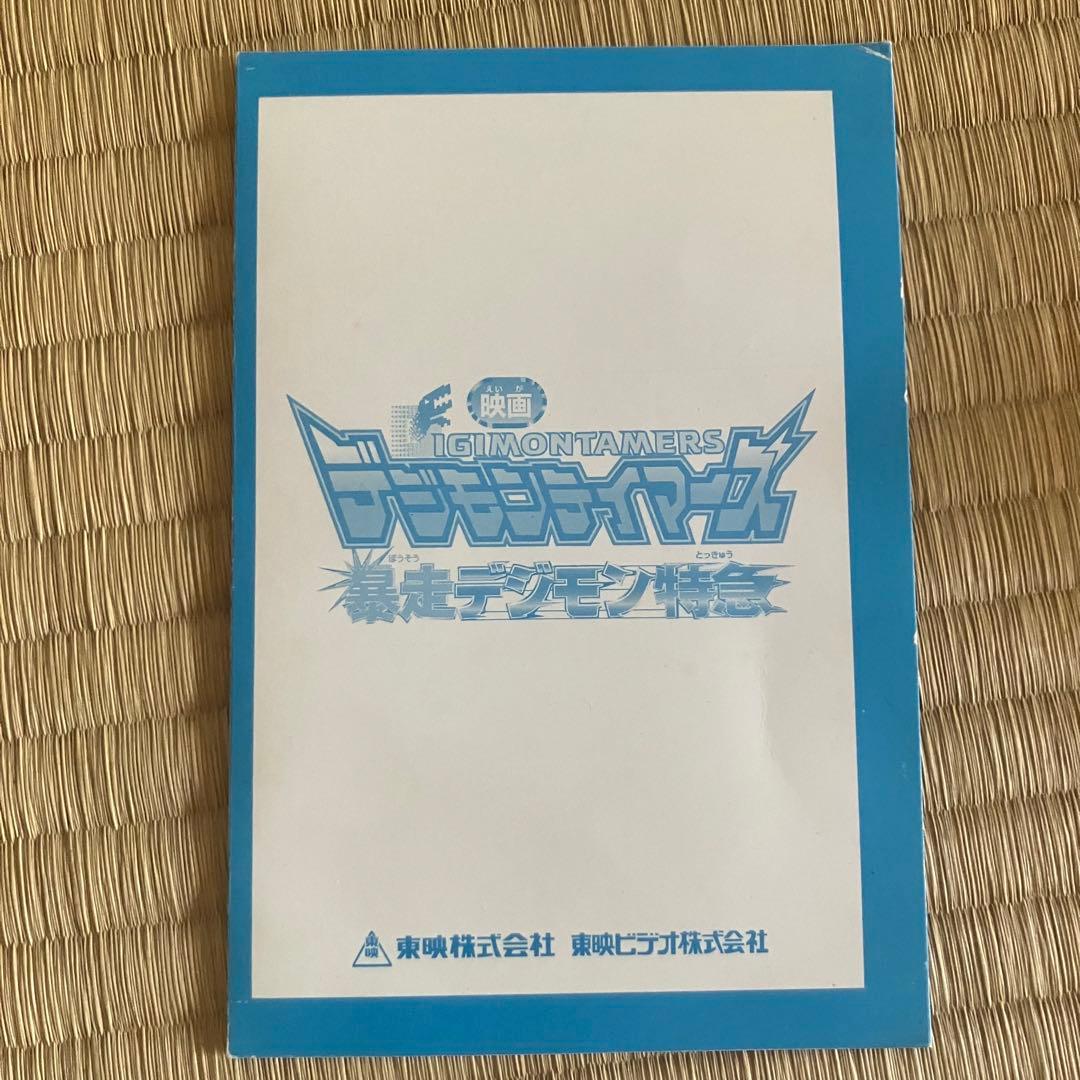 えいが
映画
DIGIMONTAMERS
デジモンテイマーズ
ぼうそう とっきゅう
暴走デジモン特急
東映 東映株式会社 東映ビデオ株式会社